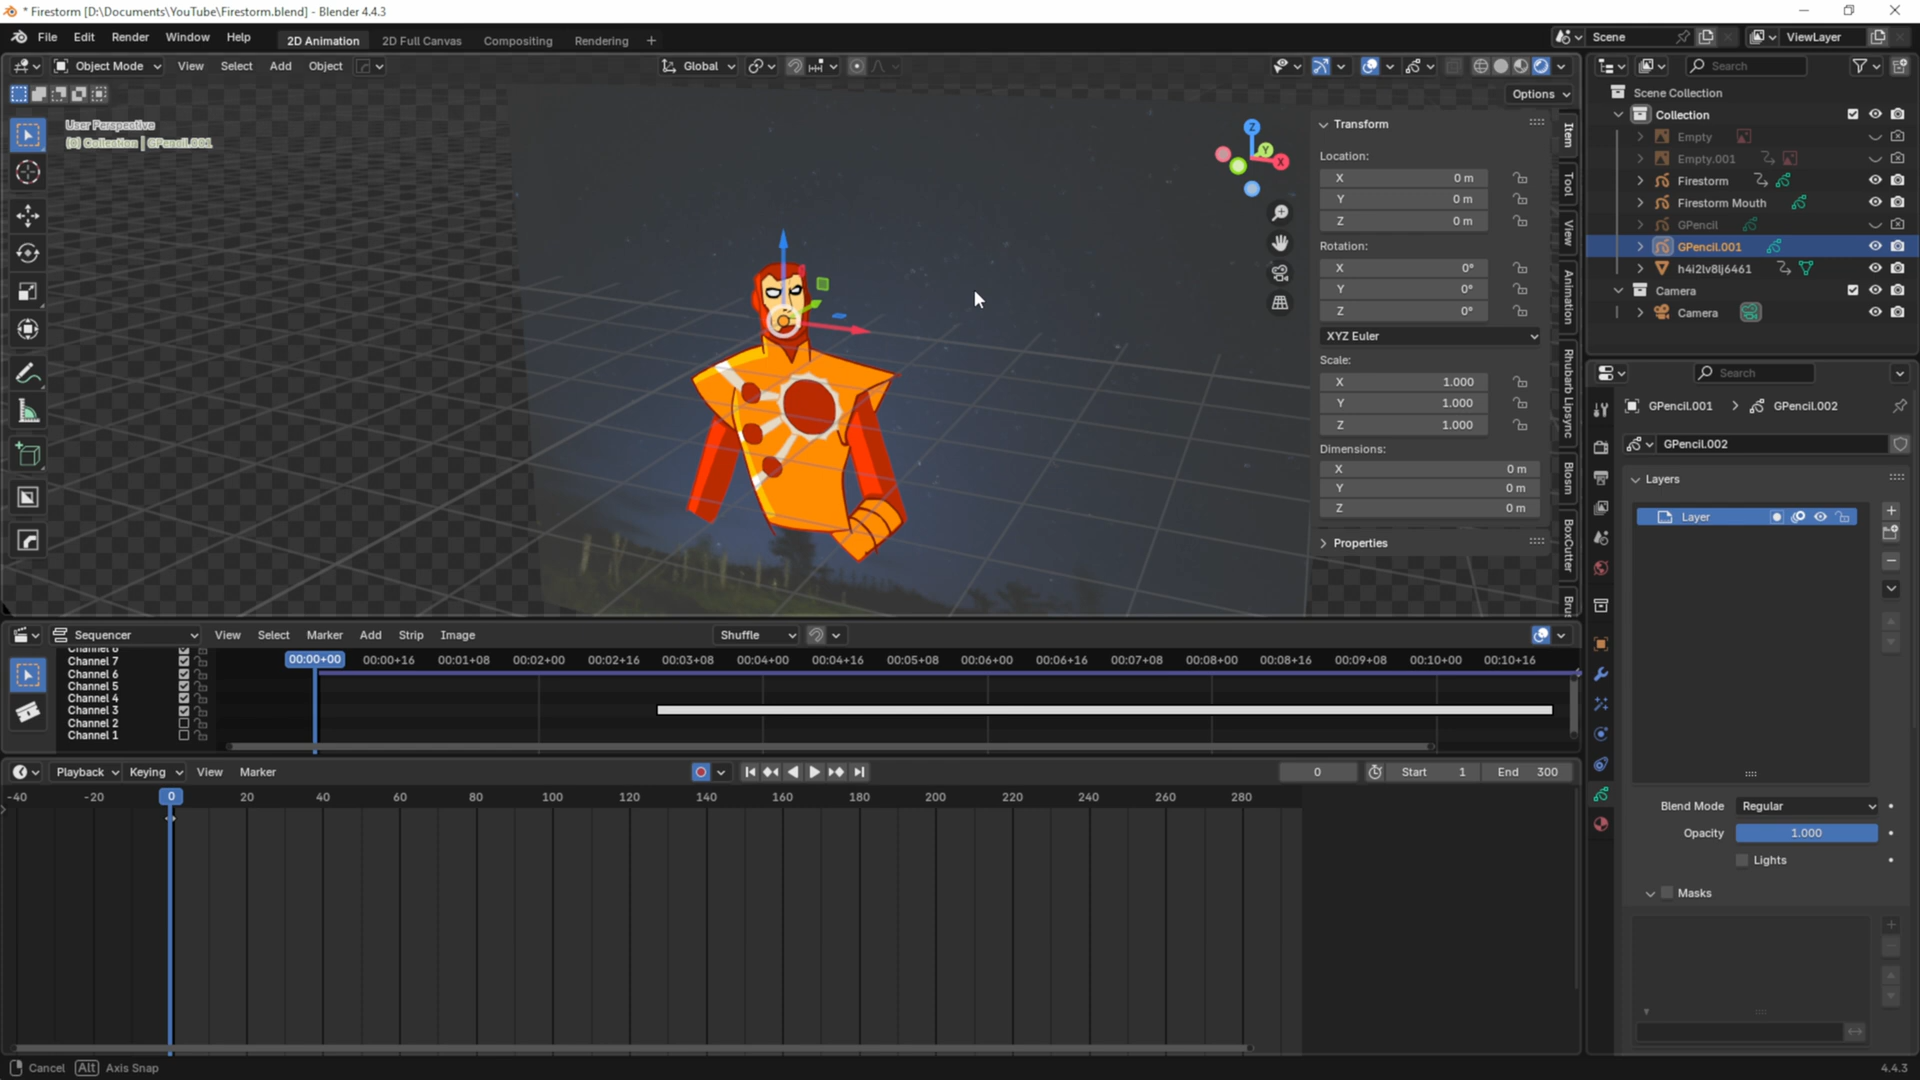 * Firestorm [D:\Documents\YouTube\Firestorm.blend] - Blender 4.4.3
File Edit Render Window Help 2D Animation 2D Full Canvas Compositing Rendering + Scene ViewLayer
Object Mode View Select Add Object Global Search
Options
User Perspective
(0) Collection | GPencil.001
Z
Y
X
Transform
Location:
X 0 m
Y 0 m
Z 0 m
Rotation:
X 0°
Y 0°
Z 0°
XYZ Euler
Scale:
X 1.000
Y 1.000
Z 1.000
Dimensions:
X 0 m
Y 0 m
Z 0 m
Properties
Item
Tool
View
Animation
Rhubarb Lipsync
Blosm
BoxCutter
Scene Collection
Collection
Empty
Empty.001
Firestorm
Firestorm Mouth
GPencil
GPencil.001
h4i2lv8lj6461
Camera
Camera
Search
GPencil.001 > GPencil.002
GPencil.002
Layers
Layer
Blend Mode Regular
Opacity 1.000
Lights
Masks
Sequencer View Select Marker Add Strip Image Shuffle
00:00+00 00:00+16 00:01+08 00:02+00 00:02+16 00:03+08 00:04+00 00:04+16 00:05+08 00:06+00 00:06+16 00:07+08 00:08+00 00:08+16 00:09+08 00:10+00 00:10+16
Channel 7
Channel 6
Channel 5
Channel 4
Channel 3
Channel 2
Channel 1
Playback Keying View Marker 0 Start 1 End 300
-40 -20 0 20 40 60 80 100 120 140 160 180 200 220 240 260 280
Cancel Alt Axis Snap 4.4.3